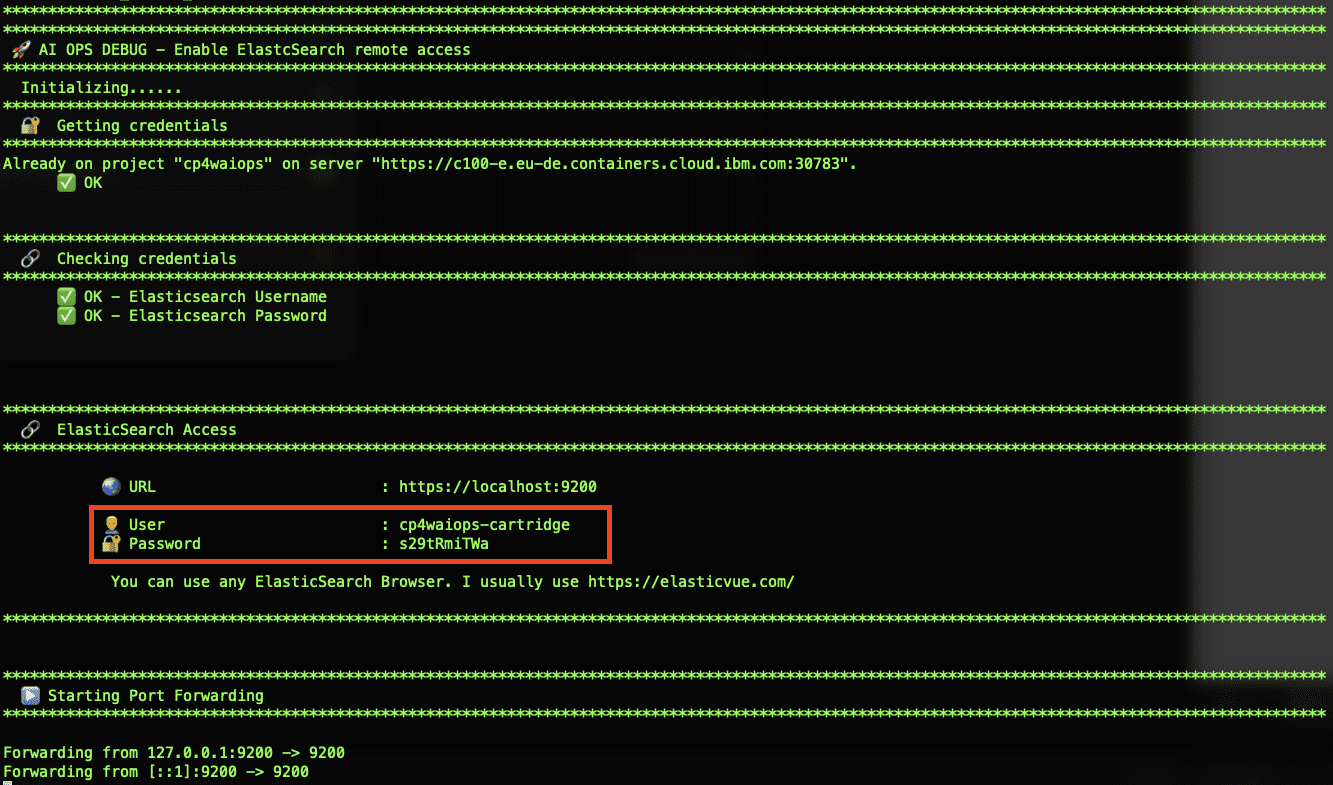 ****************************************************************************************************************************************************
****************************************************************************************************************************************************
🚀 AI OPS DEBUG - Enable ElastcSearch remote access
****************************************************************************************************************************************************
Initializing......
****************************************************************************************************************************************************
🔐 Getting credentials
****************************************************************************************************************************************************
Already on project "cp4waiops" on server "https://c100-e.eu-de.containers.cloud.ibm.com:30783".
✅ OK
****************************************************************************************************************************************************
🔗 Checking credentials
****************************************************************************************************************************************************
✅ OK - Elasticsearch Username
✅ OK - Elasticsearch Password
****************************************************************************************************************************************************
🔗 ElasticSearch Access
****************************************************************************************************************************************************
🌏 URL : https://localhost:9200
🧑 User : cp4waiops-cartridge
🔐 Password : s29tRmiTWa
You can use any ElasticSearch Browser. I usually use https://elasticvue.com/
****************************************************************************************************************************************************
****************************************************************************************************************************************************
▶️ Starting Port Forwarding
****************************************************************************************************************************************************
Forwarding from 127.0.0.1:9200 -> 9200
Forwarding from [::1]:9200 -> 9200